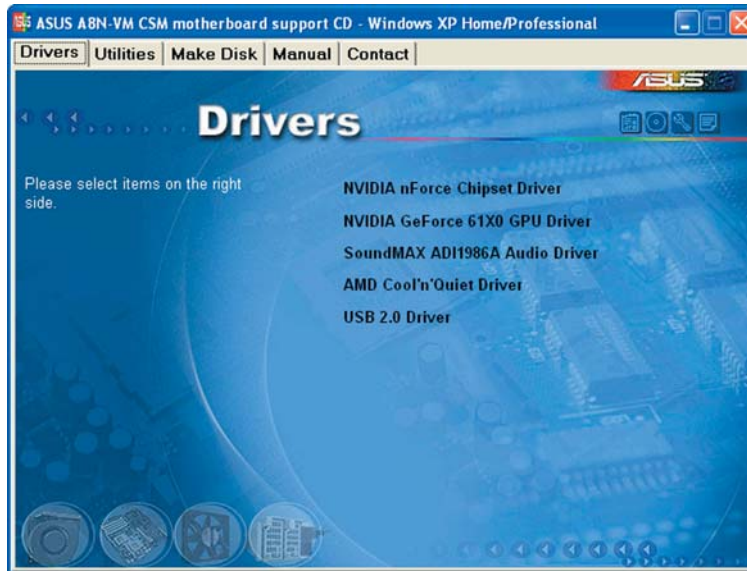 ASUS A8N-VM CSM motherboard support CD - Windows XP Home/Professional
Drivers Utilities Make Disk Manual Contact
ASUS
Drivers
Please select items on the right
side.
NVIDIA nForce Chipset Driver
NVIDIA GeForce 61X0 GPU Driver
SoundMAX ADI1986A Audio Driver
AMD Cool'n'Quiet Driver
USB 2.0 Driver